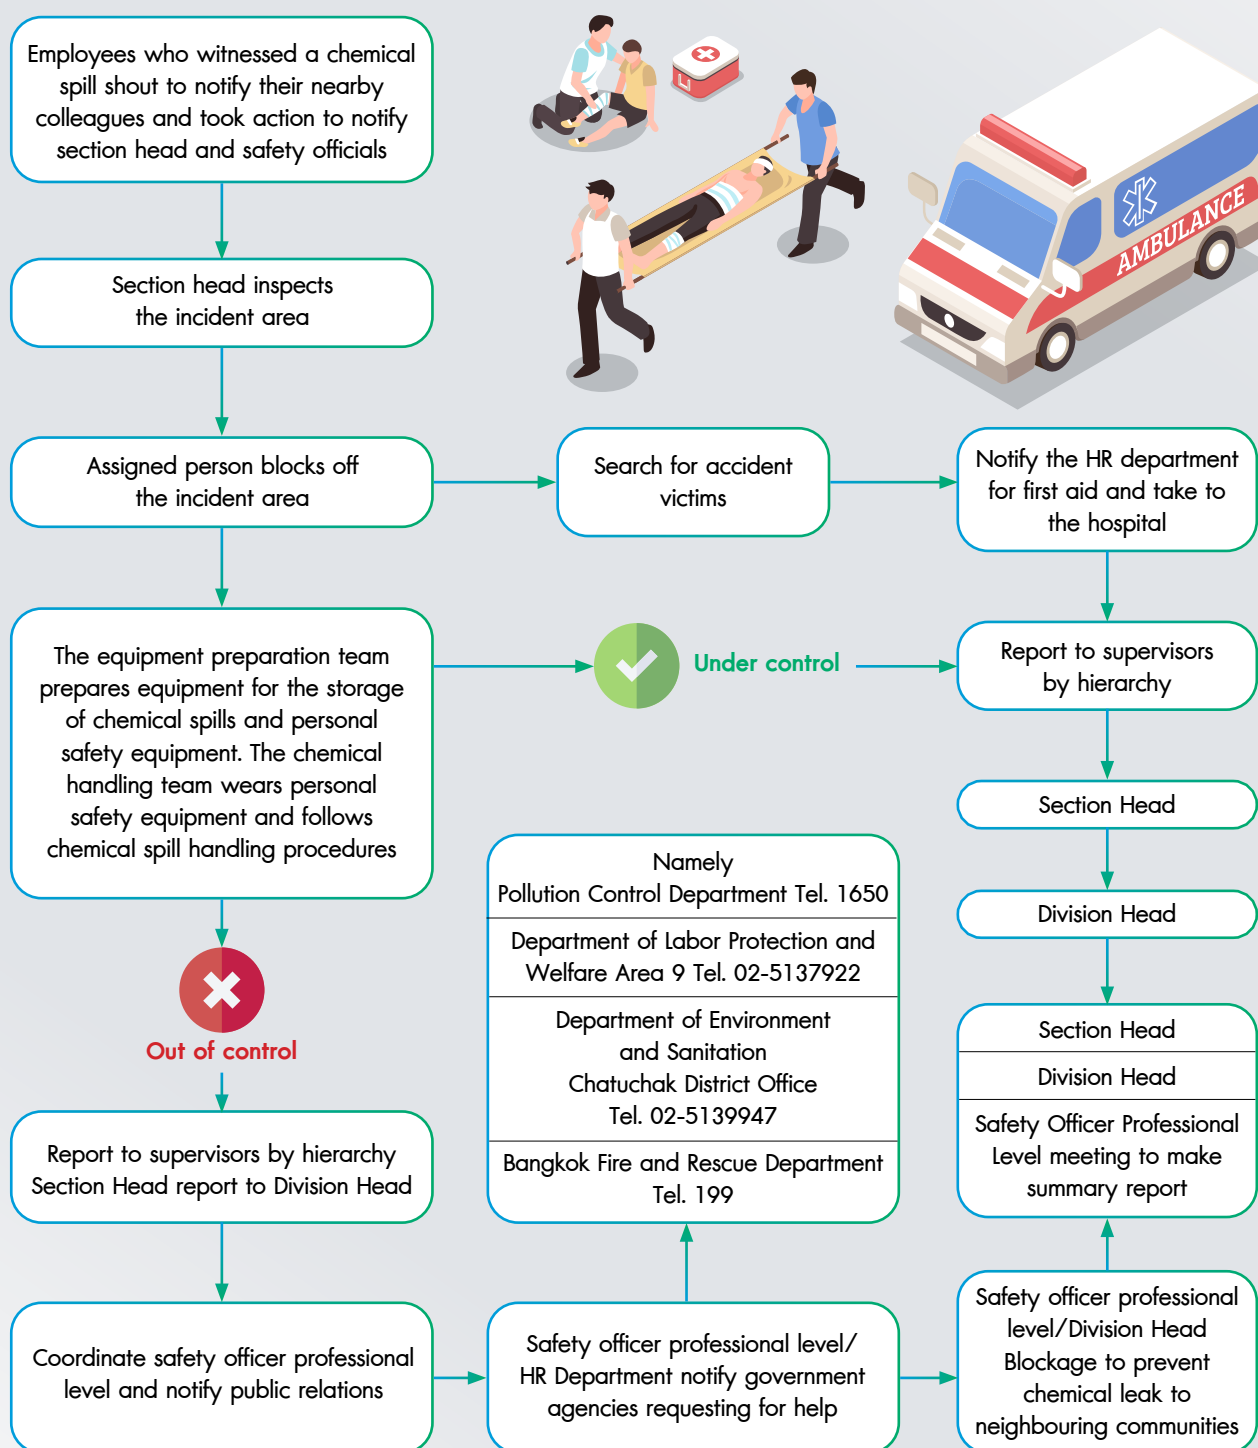 Employees who witnessed a chemical
spill shout to notify their nearby
colleagues and took action to notify
section head and safety officials
AMBULANCE
Section head inspects
the incident area
Assigned person blocks off
the incident area
Search for accident
victims
Notify the HR department
for first aid and take to
the hospital
The equipment preparation team
prepares equipment for the storage
of chemical spills and personal
safety equipment. The chemical
handling team wears personal
safety equipment and follows
chemical spill handling procedures
Under control
Report to supervisors
by hierarchy
Section Head
Division Head
Out of control
Report to supervisors by hierarchy
Section Head report to Division Head
Namely
Pollution Control Department Tel. 1650
Department of Labor Protection and
Welfare Area 9 Tel. 02-5137922
Department of Environment
and Sanitation
Chatuchak District Office
Tel. 02-5139947
Bangkok Fire and Rescue Department
Tel. 199
Section Head
Division Head
Safety Officer Professional
Level meeting to make
summary report
Coordinate safety officer professional
level and notify public relations
Safety officer professional level/
HR Department notify government
agencies requesting for help
Safety officer professional
level/Division Head
Blockage to prevent
chemical leak to
neighbouring communities